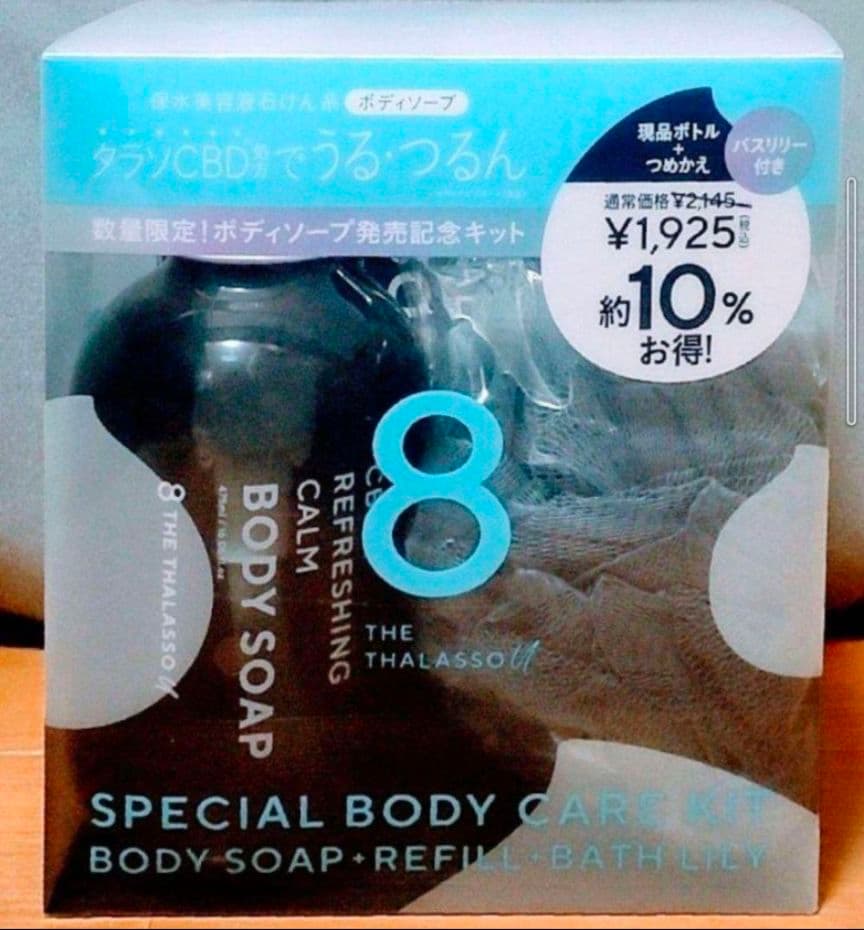 保水美容液石けん系 ボディソープ
タラソCBD配合でうる・つるん
数量限定!ボディソープ発売記念キット
現品ボトル
+
つめかえ
バスリリー
付き
通常価格¥2,145
¥1,925(税込)
約10%
お得!
8
THE
THALASSO u
CALM
REFRESHING
BODY SOAP
8 THE THALASSO u
SPECIAL BODY CARE KIT
BODY SOAP+REFILL+BATH LILY